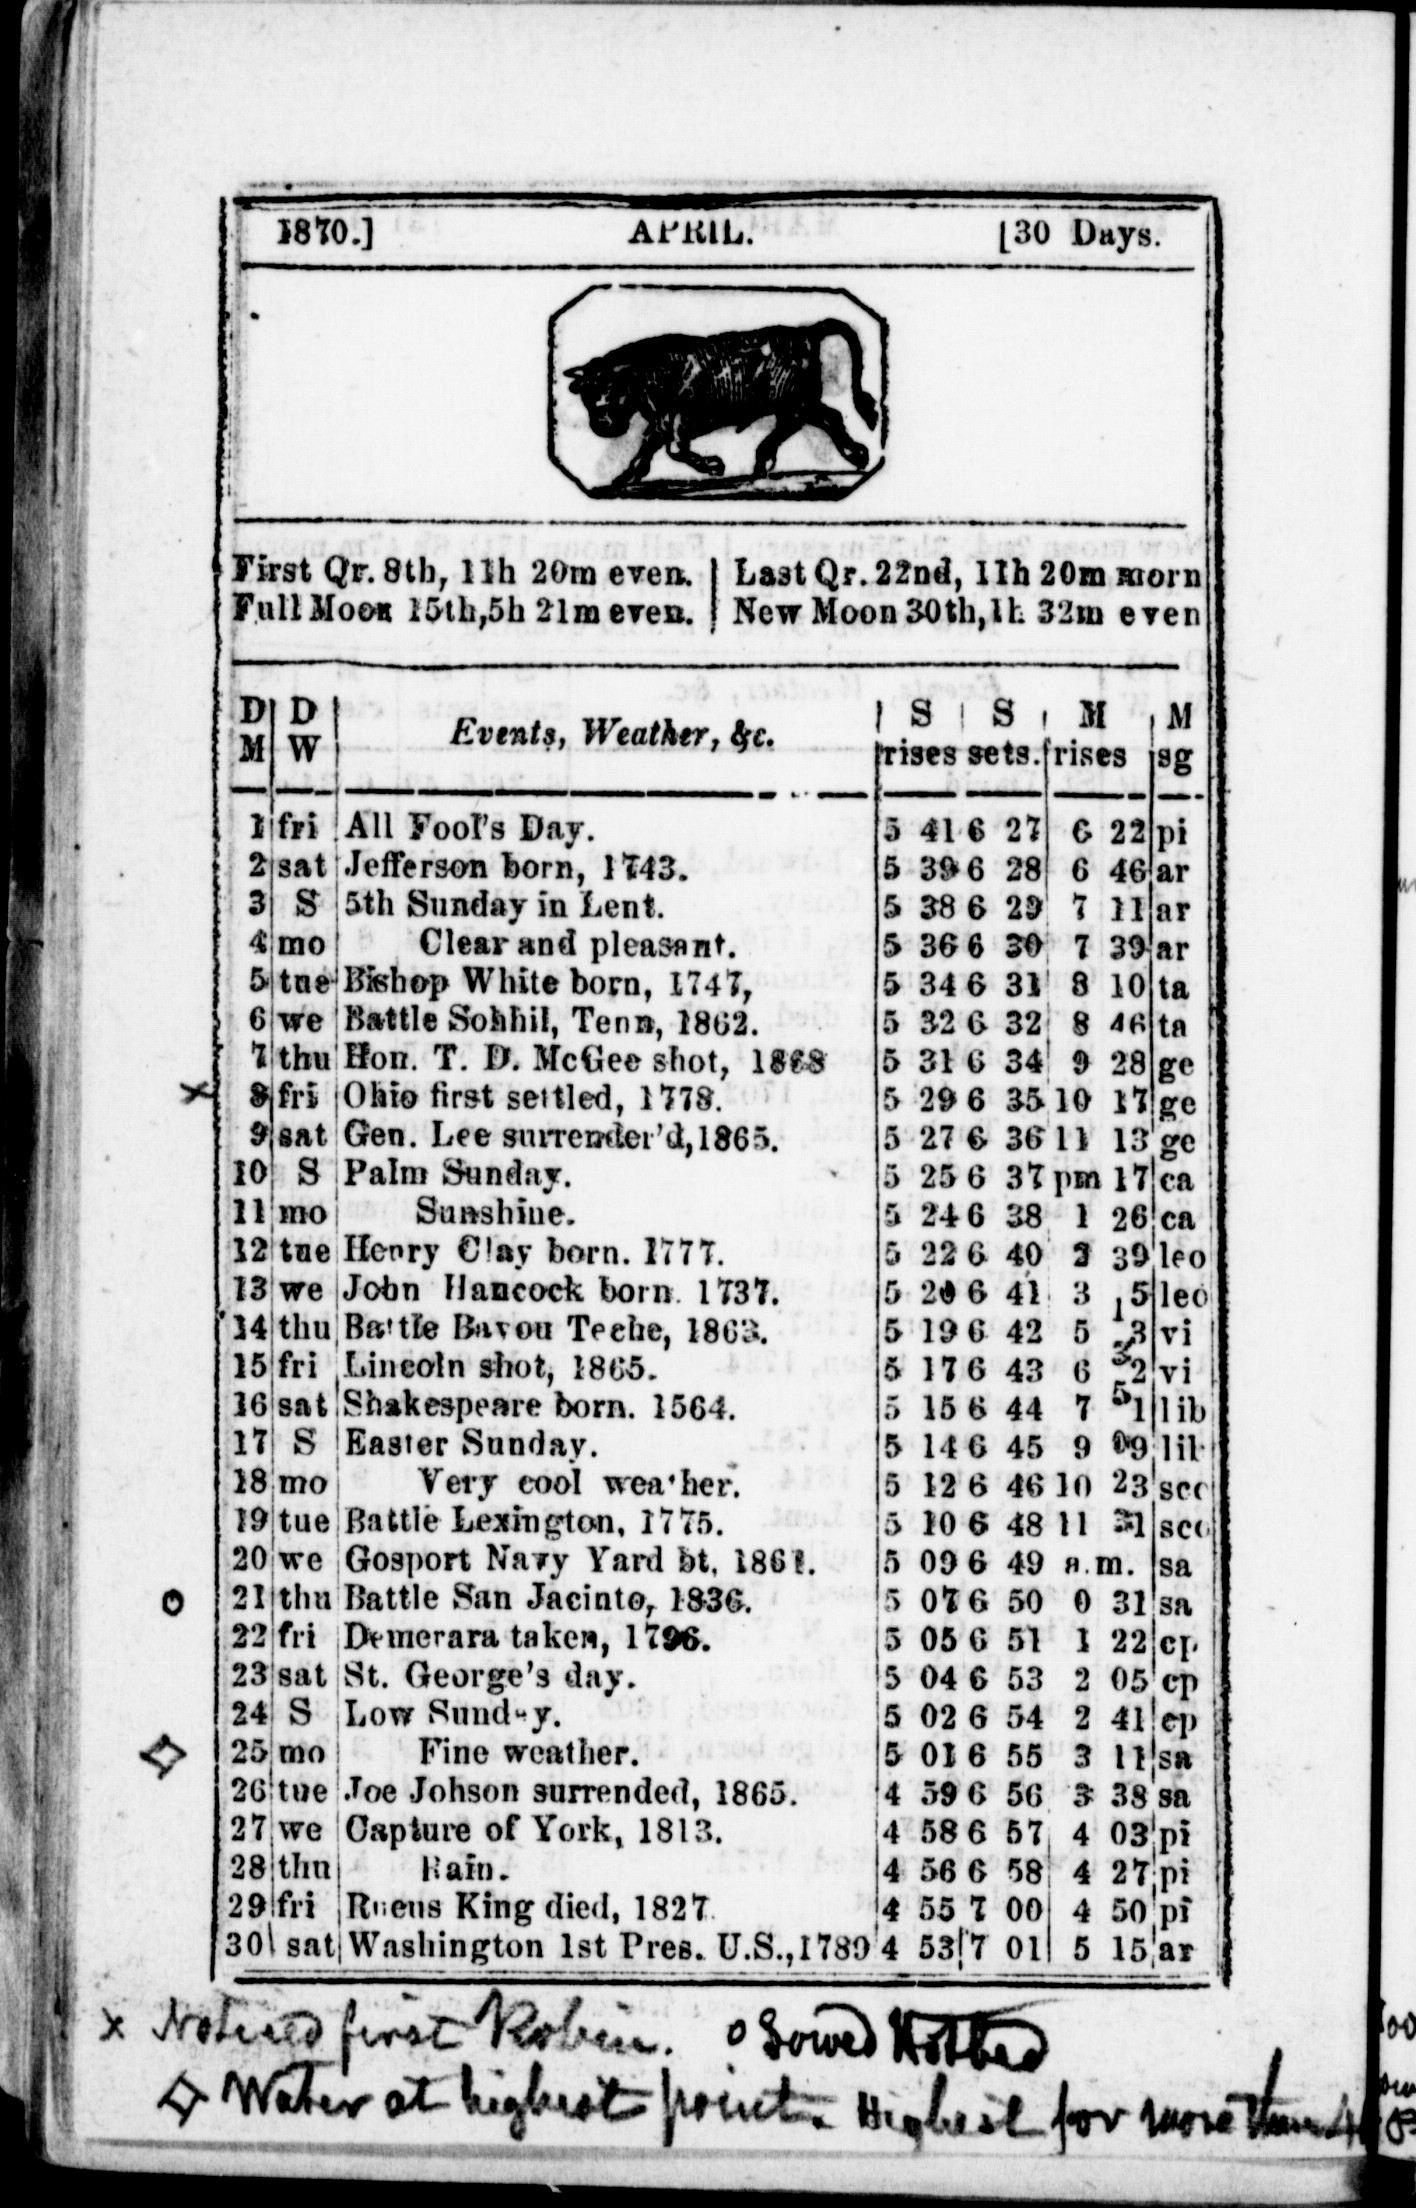 1870.] APRIL. [30 Days.
First Qr. 8th, 11h 20m even. | Last Qr. 22nd, 11h 20m morn
Full Moon 15th, 5h 21m even. | New Moon 30th, 1h 32m even
D M | D W | Events, Weather, &c. | S rises | S sets. | M rises | M sg
1 fri All Fool's Day. 5 41 6 27 6 22 pi
2 sat Jefferson born, 1743. 5 39 6 28 6 46 ar
3 S 5th Sunday in Lent. 5 38 6 29 7 11 ar
4 mo Clear and pleasant. 5 36 6 30 7 39 ar
5 tue Bishop White born, 1747, 5 34 6 31 8 10 ta
6 we Battle Sohhil, Tenn, 1862. 5 32 6 32 8 46 ta
7 thu Hon. T. D. McGee shot, 1868 5 31 6 34 9 28 ge
x 8 fri Ohio first settled, 1778. 5 29 6 35 10 17 ge
9 sat Gen. Lee surrender'd, 1865. 5 27 6 36 11 13 ge
10 S Palm Sunday. 5 25 6 37 pm 17 ca
11 mo Sunshine. 5 24 6 38 1 26 ca
12 tue Henry Clay born. 1777. 5 22 6 40 2 39 leo
13 we John Hancock born. 1737. 5 20 6 41 3 5 leo
14 thu Battle Bayou Teche, 1863. 5 19 6 42 5 3 vi
15 fri Lincoln shot, 1865. 5 17 6 43 6 2 vi
16 sat Shakespeare born. 1564. 5 15 6 44 7 51 lib
17 S Easter Sunday. 5 14 6 45 9 09 lib
18 mo Very cool weather. 5 12 6 46 10 23 sco
19 tue Battle Lexington, 1775. 5 10 6 48 11 31 sco
20 we Gosport Navy Yard bt, 1861. 5 09 6 49 a.m. sa
o 21 thu Battle San Jacinto, 1836. 5 07 6 50 0 31 sa
22 fri Demerara taken, 1796. 5 05 6 51 1 22 cp
23 sat St. George's day. 5 04 6 53 2 05 cp
24 S Low Sunday. 5 02 6 54 2 41 cp
◇ 25 mo Fine weather. 5 01 6 55 3 11 sa
26 tue Joe Johson surrended, 1865. 4 59 6 56 3 38 sa
27 we Capture of York, 1813. 4 58 6 57 4 03 pi
28 thu Rain. 4 56 6 58 4 27 pi
29 fri King died, 1827. 4 55 7 00 4 50 pi
30 sat Washington 1st Pres. U.S., 1789 4 53 7 01 5 15 ar
x Noticed first Robin. o Sowed Hotbed
◇ Water at highest point. Highest for more than